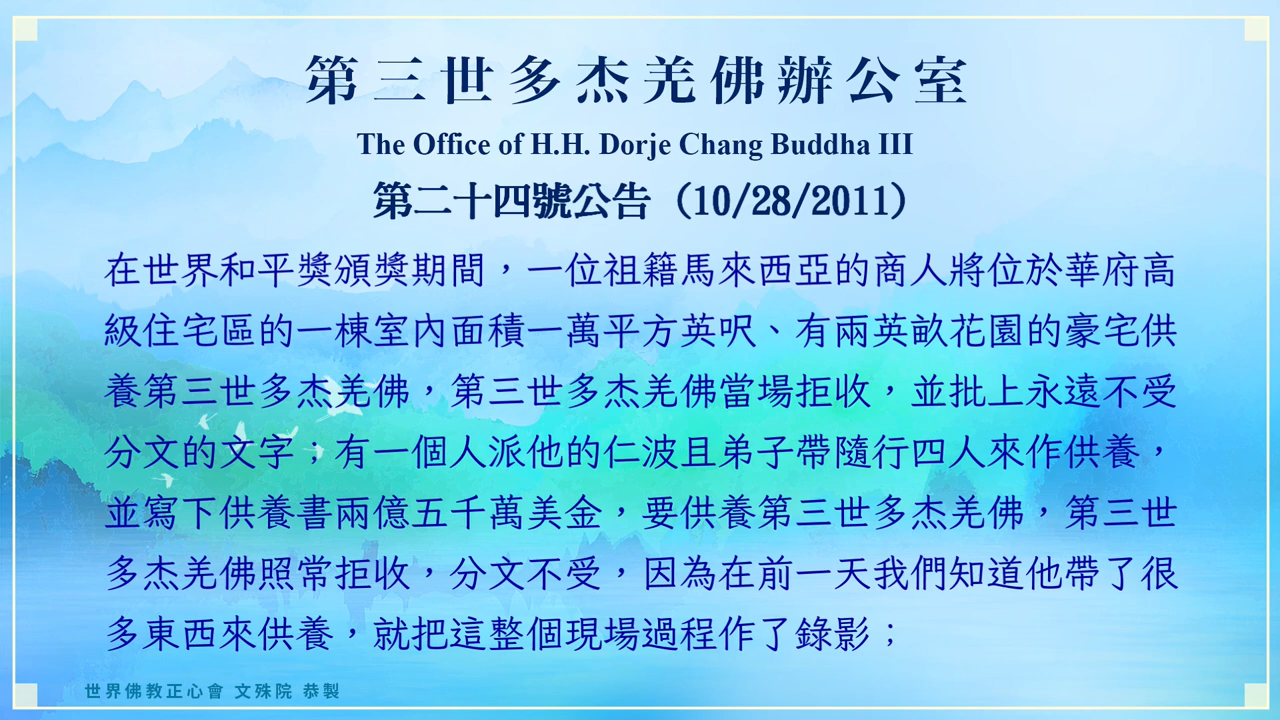 第三世多杰羌佛辦公室
The Office of H.H. Dorje Chang Buddha III
第二十四號公告（10/28/2011）
在世界和平獎頒獎期間，一位祖籍馬來西亞的商人將位於華府高
級住宅區的一棟室內面積一萬平方英呎、有兩英畝花園的豪宅供
養第三世多杰羌佛，第三世多杰羌佛當場拒收，並批上永遠不受
分文的文字；有一個人派他的仁波且弟子帶隨行四人來作供養，
並寫下供養書兩億五千萬美金，要供養第三世多杰羌佛，第三世
多杰羌佛照常拒收，分文不受，因為在前一天我們知道他帶了很
多東西來供養，就把這整個現場過程作了錄影；
世界佛教正心會 文殊院 恭製